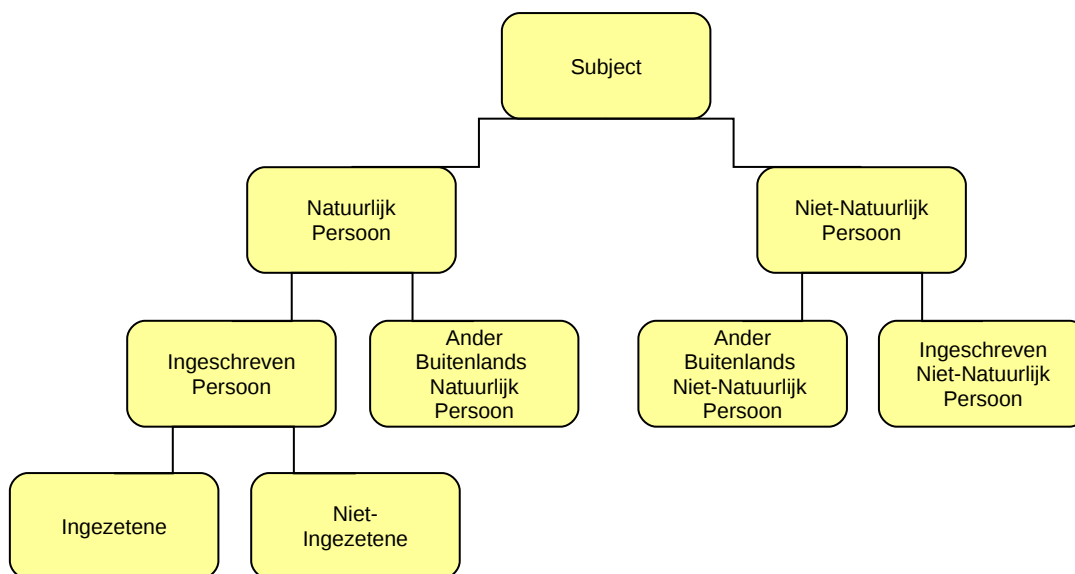 Subject
Natuurlijk
Persoon
Niet-Natuurlijk
Persoon
Ingeschreven
Persoon
Ander
Buitenlands
Natuurlijk
Persoon
Ander
Buitenlands
Niet-Natuurlijk
Persoon
Ingeschreven
Niet-Natuurlijk
Persoon
Ingezetene
Niet-
Ingezetene